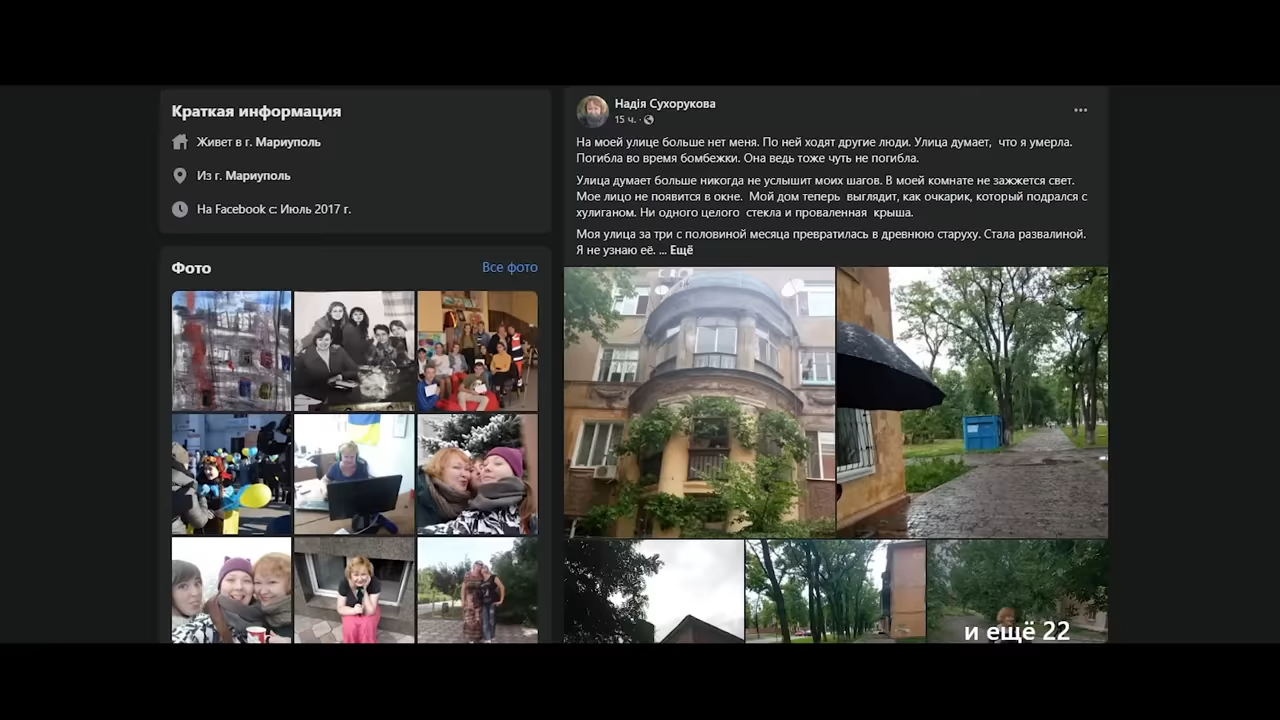 Краткая информация
Живет в г. Мариуполь
Из г. Мариуполь
На Facebook с: Июль 2017 г.
Фото
Все фото
Надія Сухорукова
15 ч. ·
На моей улице больше нет меня. По ней ходят другие люди. Улица думает, что я умерла.
Погибла во время бомбежки. Она ведь тоже чуть не погибла.
Улица думает больше никогда не услышит моих шагов. В моей комнате не зажжется свет.
Мое лицо не появится в окне. Мой дом теперь выглядит, как очкарик, который подрался с
хулиганом. Ни одного целого стекла и проваленная крыша.
Моя улица за три с половиной месяца превратилась в древнюю старуху. Стала развалиной.
Я не узнаю её. ... Ещё
и ещё 22